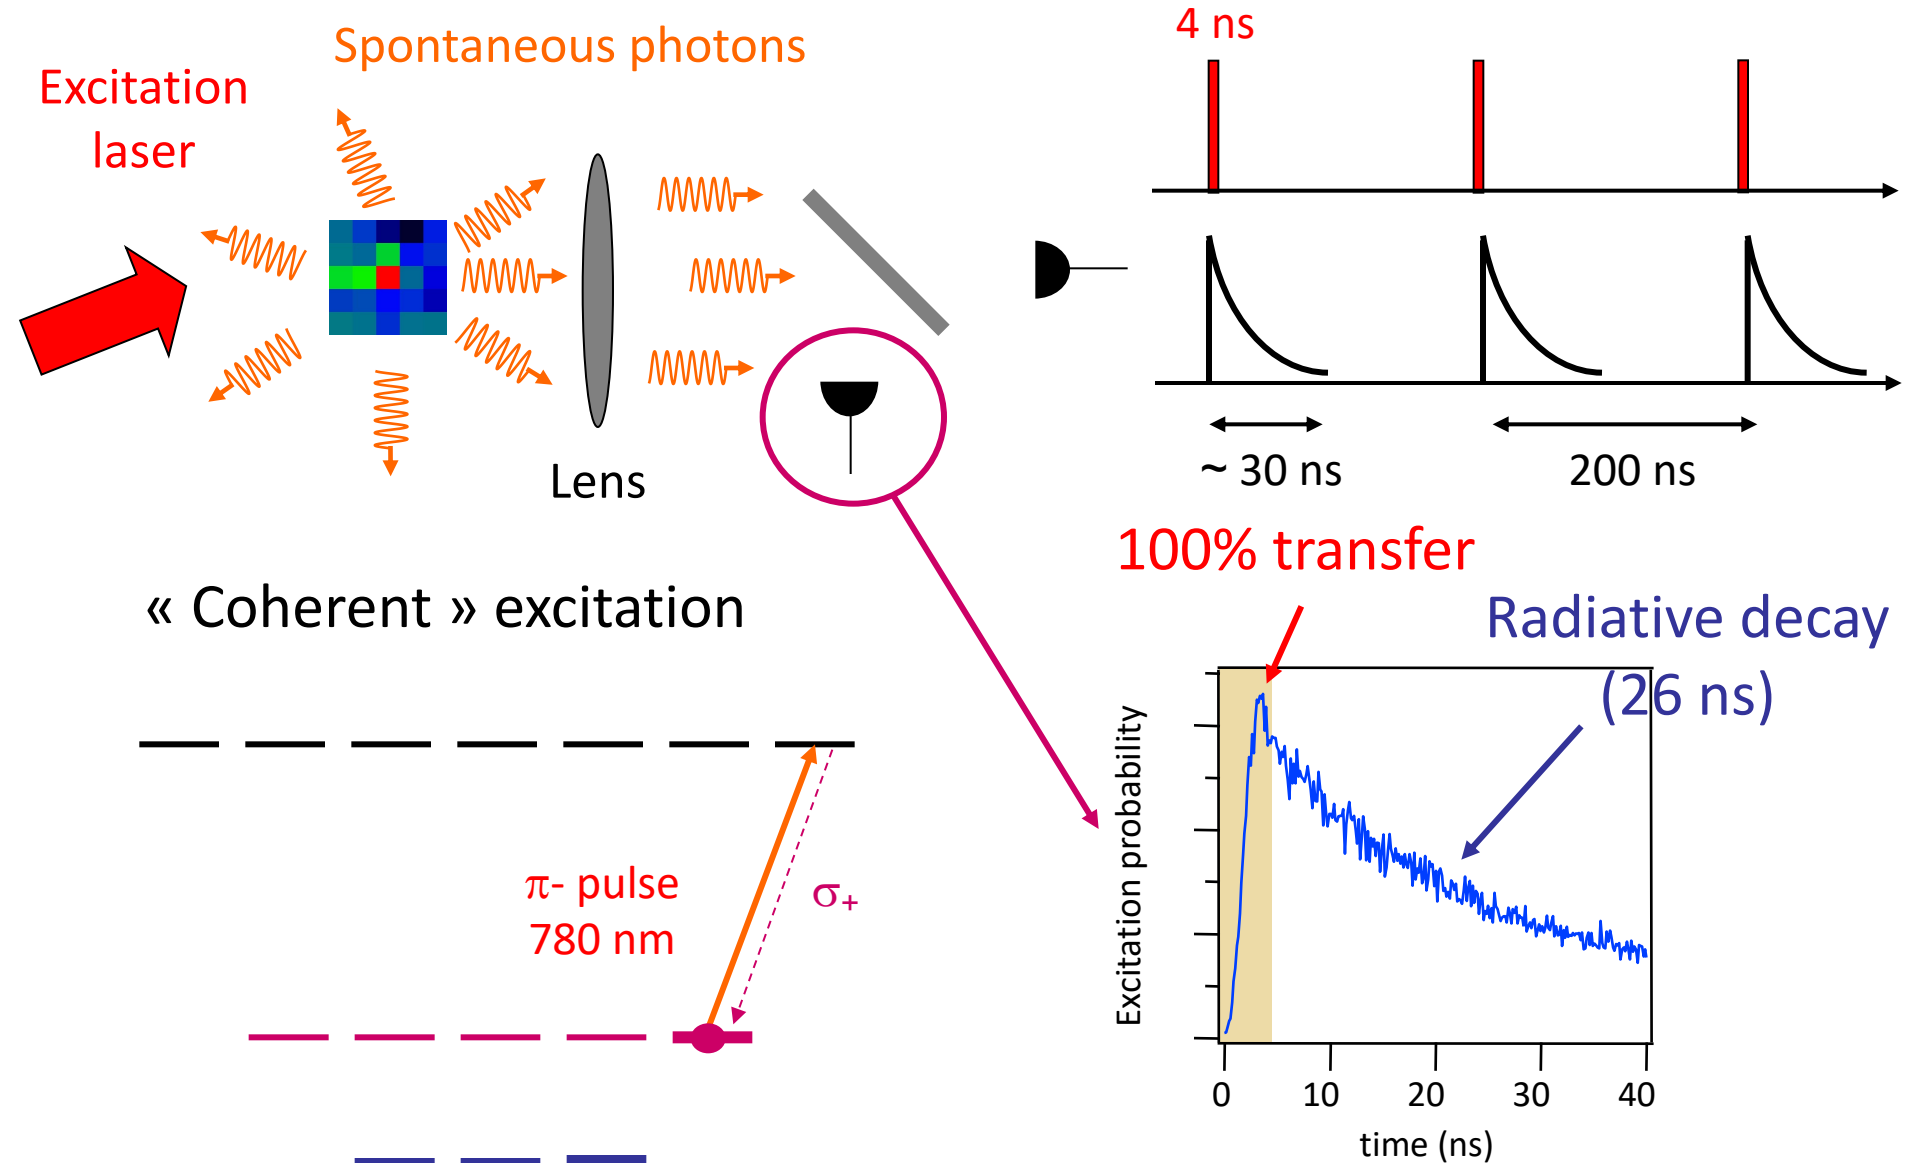 Spontaneous photons
Excitation
laser
Lens
4 ns
~ 30 ns
200 ns
« Coherent » excitation
π- pulse
780 nm
σ+
100% transfer
Radiative decay
(26 ns)
Excitation probability
0 10 20 30 40
time (ns)